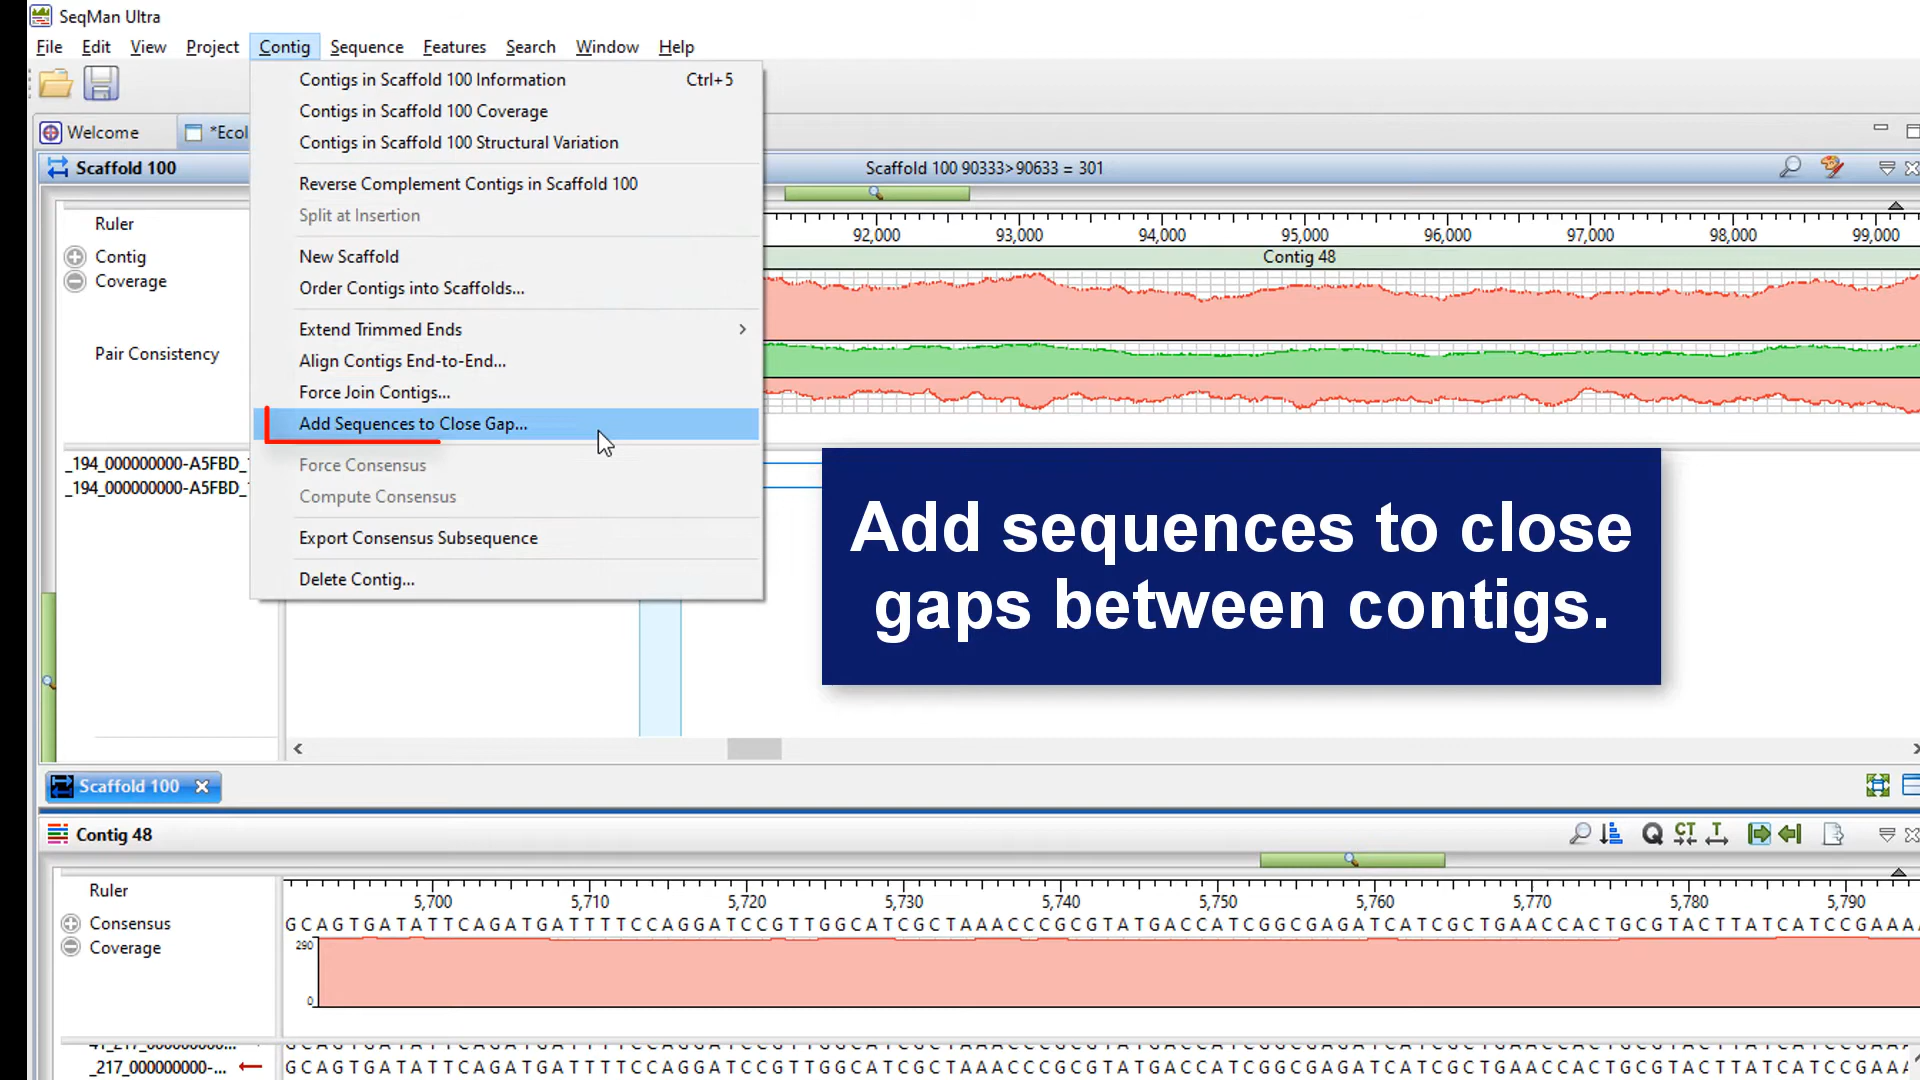 SeqMan Ultra
File Edit View Project Contig Sequence Features Search Window Help
Contigs in Scaffold 100 Information Ctrl+5
Contigs in Scaffold 100 Coverage
Contigs in Scaffold 100 Structural Variation
Reverse Complement Contigs in Scaffold 100
Split at Insertion
New Scaffold
Order Contigs into Scaffolds...
Extend Trimmed Ends
Align Contigs End-to-End...
Force Join Contigs...
Add Sequences to Close Gap...
Force Consensus
Compute Consensus
Export Consensus Subsequence
Delete Contig...
Welcome *Ecol
Scaffold 100 Scaffold 100 90333>90633 = 301
Ruler
92,000 93,000 94,000 95,000 96,000 97,000 98,000 99,000
Contig Contig 48
Coverage
Pair Consistency
_194_000000000-A5FBD_
_194_000000000-A5FBD_
Add sequences to close
gaps between contigs.
Scaffold 100
Contig 48
Ruler
5,700 5,710 5,720 5,730 5,740 5,750 5,760 5,770 5,780 5,790
Consensus GCAGTGATATTCAGATGATTTTCCAGGATCCGTTGGCATCGCTAAACCCGCGTATGACCATCGGCGAGATCATCGCTGAACCACTGCGTACTTATCATCCGAAA
Coverage
290
0
_217_000000000-... GCAGTGATATTCAGATGATTTTCCAGGATCCGTTGGCATCGCTAAACCCGCGTATGACCATCGGCGAGATCATCGCTGAACCACTGCGTACTTATCATCCGAAA